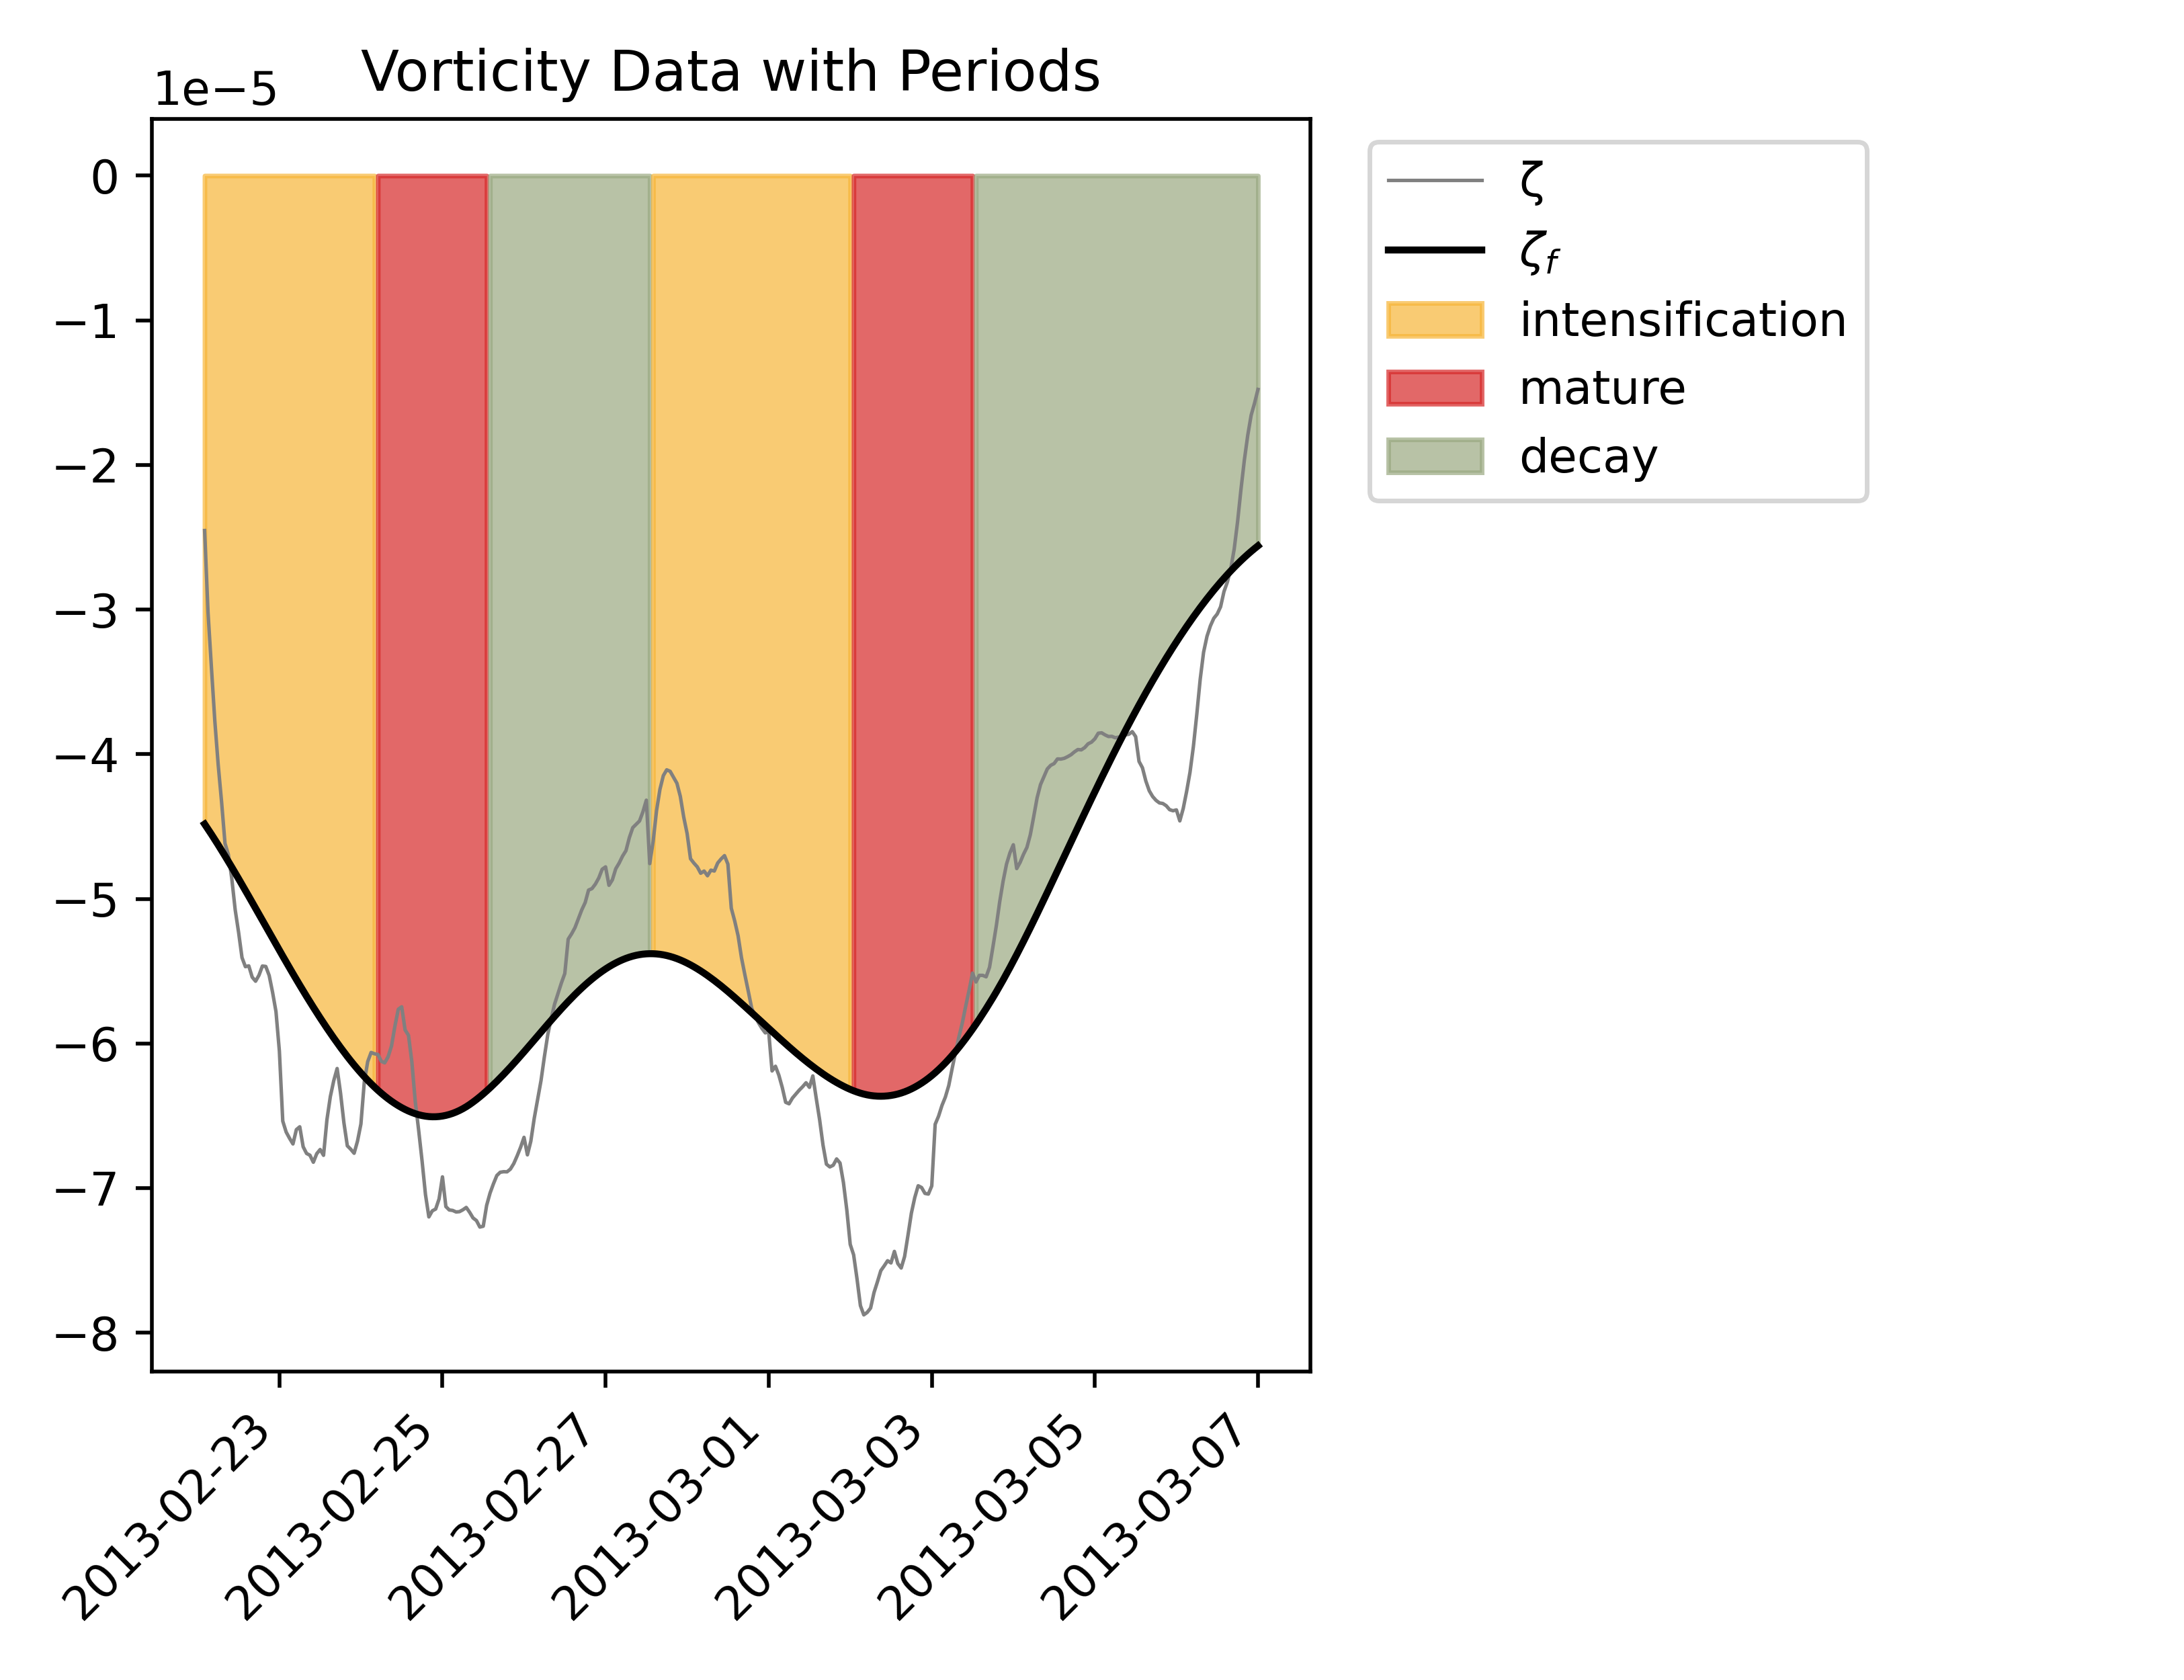 Vorticity Data with Periods
1e−5
0
−1
−2
−3
−4
−5
−6
−7
−8
2013-02-23
2013-02-25
2013-02-27
2013-03-01
2013-03-03
2013-03-05
2013-03-07
ζ
ζf
intensification
mature
decay